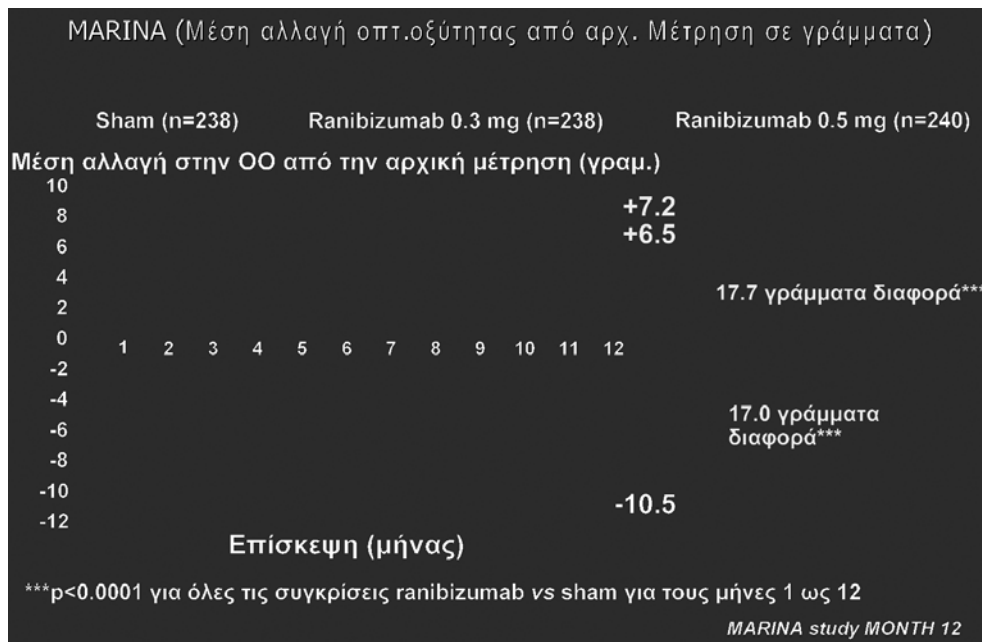 MARINA (Μέση αλλαγή οπτ.οξύτητας από αρχ. Μέτρηση σε γράμματα)
Sham (n=238) Ranibizumab 0.3 mg (n=238) Ranibizumab 0.5 mg (n=240)
Μέση αλλαγή στην ΟΟ από την αρχική μέτρηση (γραμ.)
10
8
+7.2
6
+6.5
4
17.7 γράμματα διαφορά***
2
0
1 2 3 4 5 6 7 8 9 10 11 12
-2
-4
-6
17.0 γράμματα
διαφορά***
-8
-10
-10.5
-12
Επίσκεψη (μήνας)
***p<0.0001 για όλες τις συγκρίσεις ranibizumab vs sham για τους μήνες 1 ως 12
MARINA study MONTH 12